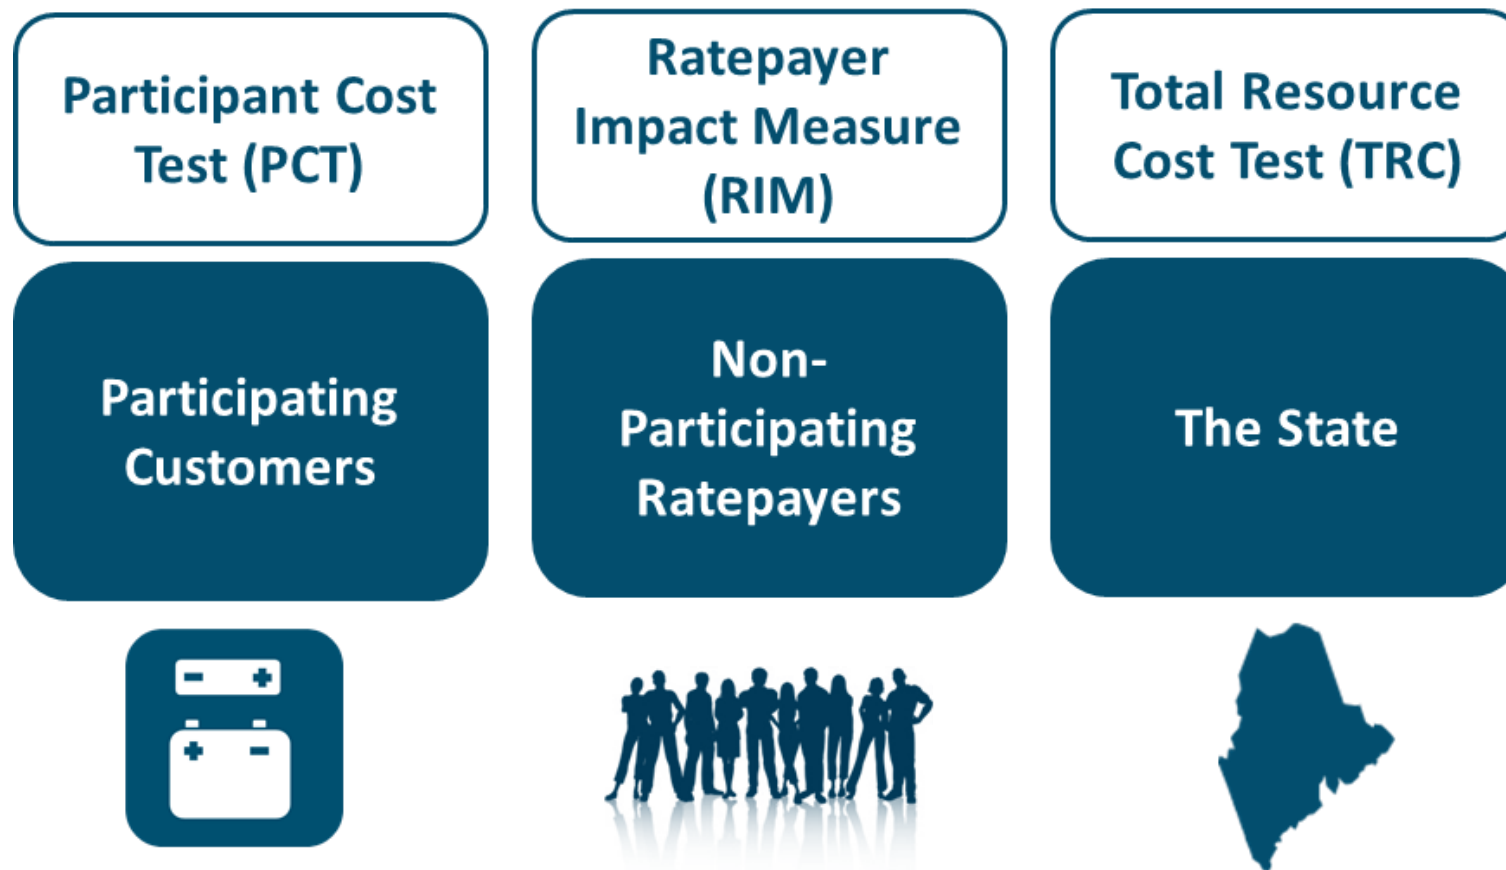 Participant Cost
Test (PCT)
Ratepayer
Impact Measure
(RIM)
Total Resource
Cost Test (TRC)
Participating
Customers
Non-
Participating
Ratepayers
The State